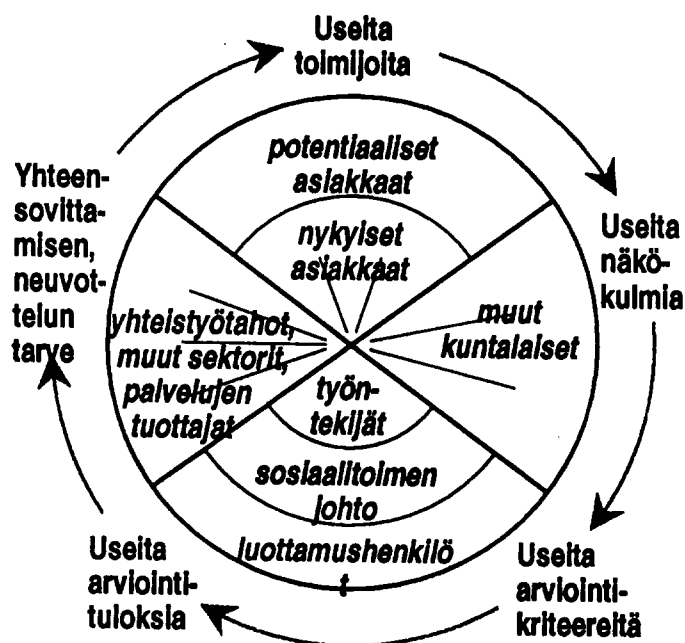 Useita
toimijoita
potentiaaliset
asiakkaat
nykyiset
asiakkaat
Yhteen-
sovitta-
misen,
neuvot-
telun
tarve
Useita
näkö-
kulmia
yhteistyötahot,
muut sektorit,
palvelujen
tuottajat
muut
kuntalaiset
työn-
tekijät
sosiaalitoimen
johto
luottamushenkilö
t
Useita
arviointi-
tuloksia
Useita
arviointi-
kriteereitä